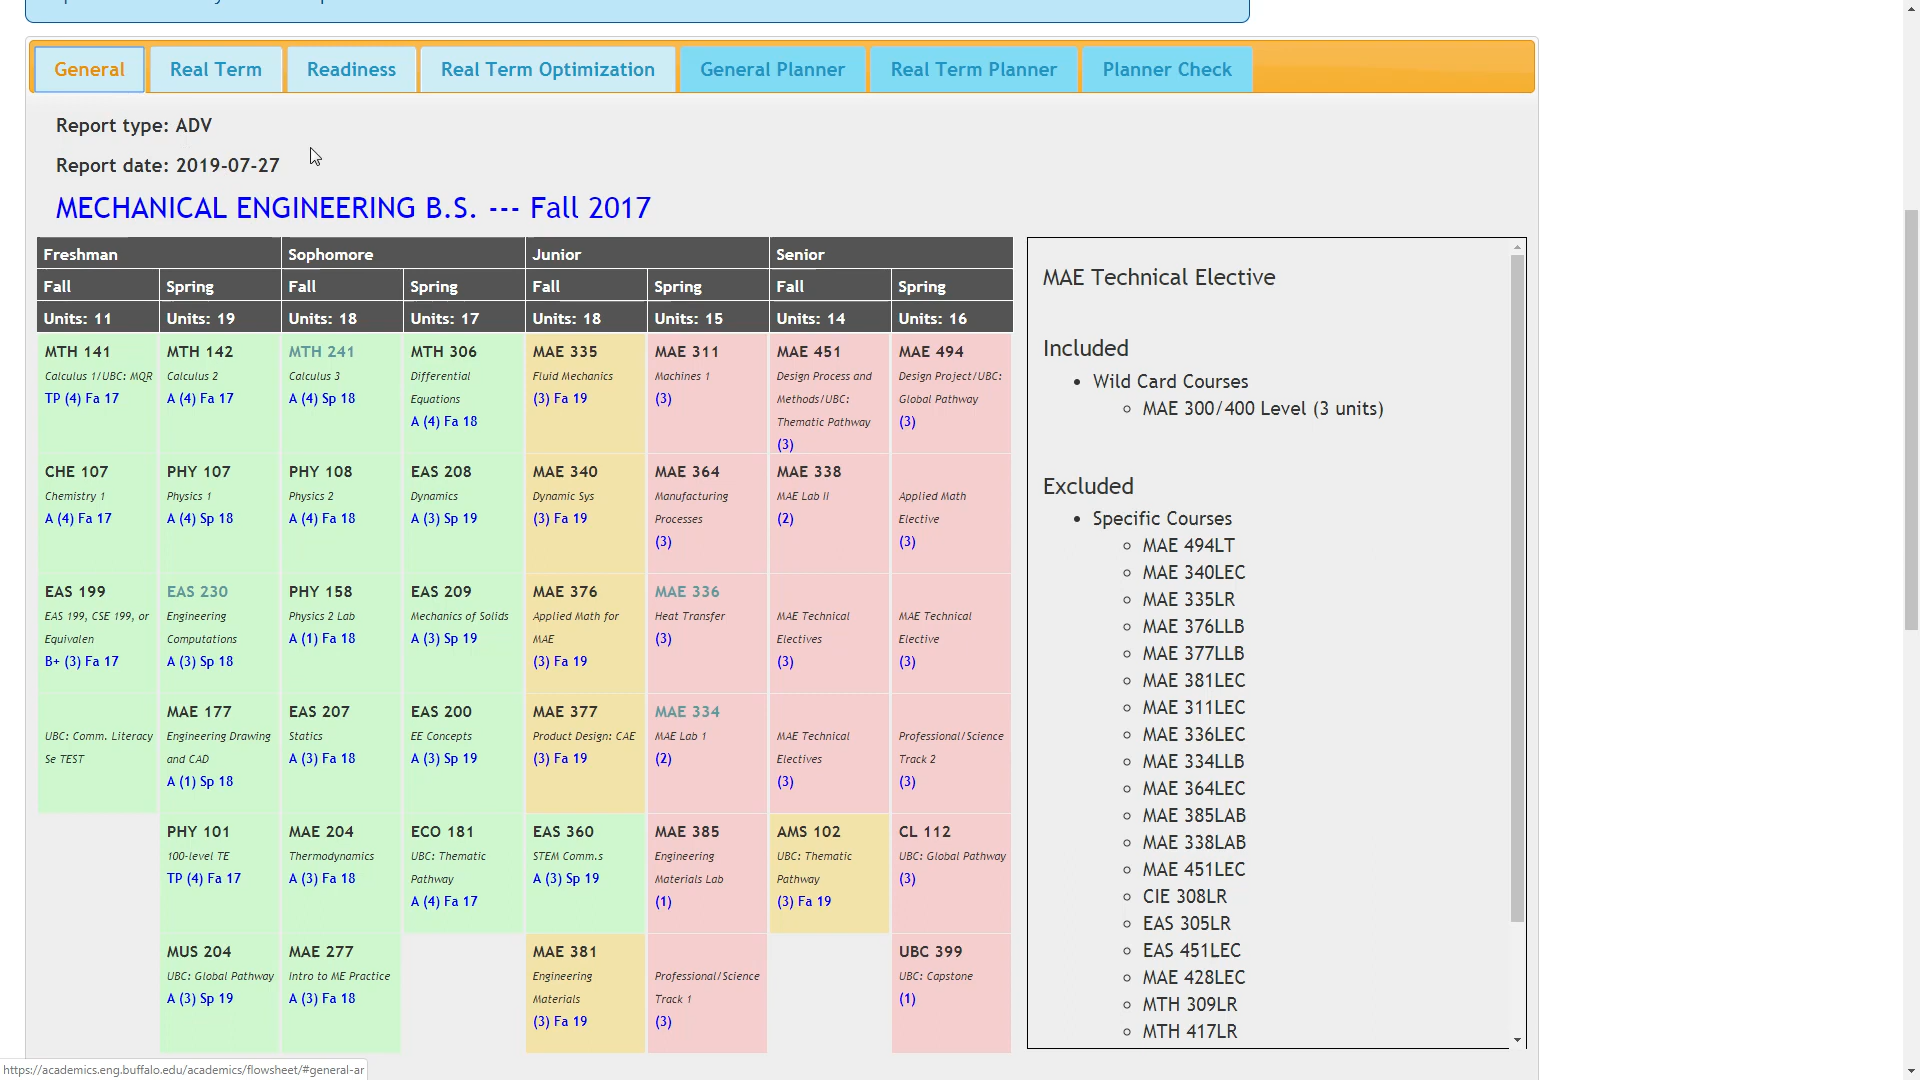 General
Real Term
Readiness
Real Term Optimization
General Planner
Real Term Planner
Planner Check
Report type: ADV
Report date: 2019-07-27
MECHANICAL ENGINEERING B.S. --- Fall 2017
Freshman
Sophomore
Junior
Senior
Fall
Spring
Fall
Spring
Fall
Spring
Fall
Spring
Units: 11
Units: 19
Units: 18
Units: 17
Units: 18
Units: 15
Units: 14
Units: 16
MTH 141
Calculus 1/UBC: MQR
TP (4) Fa 17
MTH 142
Calculus 2
A (4) Fa 17
MTH 241
Calculus 3
A (4) Sp 18
MTH 306
Differential
Equations
A (4) Fa 18
MAE 335
Fluid Mechanics
(3) Fa 19
MAE 311
Machines 1
(3)
MAE 451
Design Process and
Methods/UBC:
Thematic Pathway
(3)
MAE 494
Design Project/UBC:
Global Pathway
(3)
CHE 107
Chemistry 1
A (4) Fa 17
PHY 107
Physics 1
A (4) Sp 18
PHY 108
Physics 2
A (4) Fa 18
EAS 208
Dynamics
A (3) Sp 19
MAE 340
Dynamic Sys
(3) Fa 19
MAE 364
Manufacturing
Processes
(3)
MAE 338
MAE Lab II
(2)
Applied Math
Elective
(3)
EAS 199
EAS 199, CSE 199, or
Equivalen
B+ (3) Fa 17
EAS 230
Engineering
Computations
A (3) Sp 18
PHY 158
Physics 2 Lab
A (1) Fa 18
EAS 209
Mechanics of Solids
A (3) Sp 19
MAE 376
Applied Math for
MAE
(3) Fa 19
MAE 336
Heat Transfer
(3)
MAE Technical
Electives
(3)
MAE Technical
Elective
(3)
UBC: Comm. Literacy
Se TEST
MAE 177
Engineering Drawing
and CAD
A (1) Sp 18
EAS 207
Statics
A (3) Fa 18
EAS 200
EE Concepts
A (3) Sp 19
MAE 377
Product Design: CAE
(3) Fa 19
MAE 334
MAE Lab 1
(2)
MAE Technical
Electives
(3)
Professional/Science
Track 2
(3)
PHY 101
100-level TE
TP (4) Fa 17
MAE 204
Thermodynamics
A (3) Fa 18
ECO 181
UBC: Thematic
Pathway
A (4) Fa 17
EAS 360
STEM Comm.s
A (3) Sp 19
MAE 385
Engineering
Materials Lab
(1)
AMS 102
UBC: Thematic
Pathway
(3) Fa 19
CL 112
UBC: Global Pathway
(3)
MUS 204
UBC: Global Pathway
A (3) Sp 19
MAE 277
Intro to ME Practice
A (3) Fa 18
MAE 381
Engineering
Materials
(3) Fa 19
Professional/Science
Track 1
(3)
UBC 399
UBC: Capstone
(1)
MAE Technical Elective
Included
Wild Card Courses
MAE 300/400 Level (3 units)
Excluded
Specific Courses
MAE 494LT
MAE 340LEC
MAE 335LR
MAE 376LLB
MAE 377LLB
MAE 381LEC
MAE 311LEC
MAE 336LEC
MAE 334LLB
MAE 364LEC
MAE 385LAB
MAE 338LAB
MAE 451LEC
CIE 308LR
EAS 305LR
EAS 451LEC
MAE 428LEC
MTH 309LR
MTH 417LR
https://academics.eng.buffalo.edu/academics/flowsheet/#general-ar